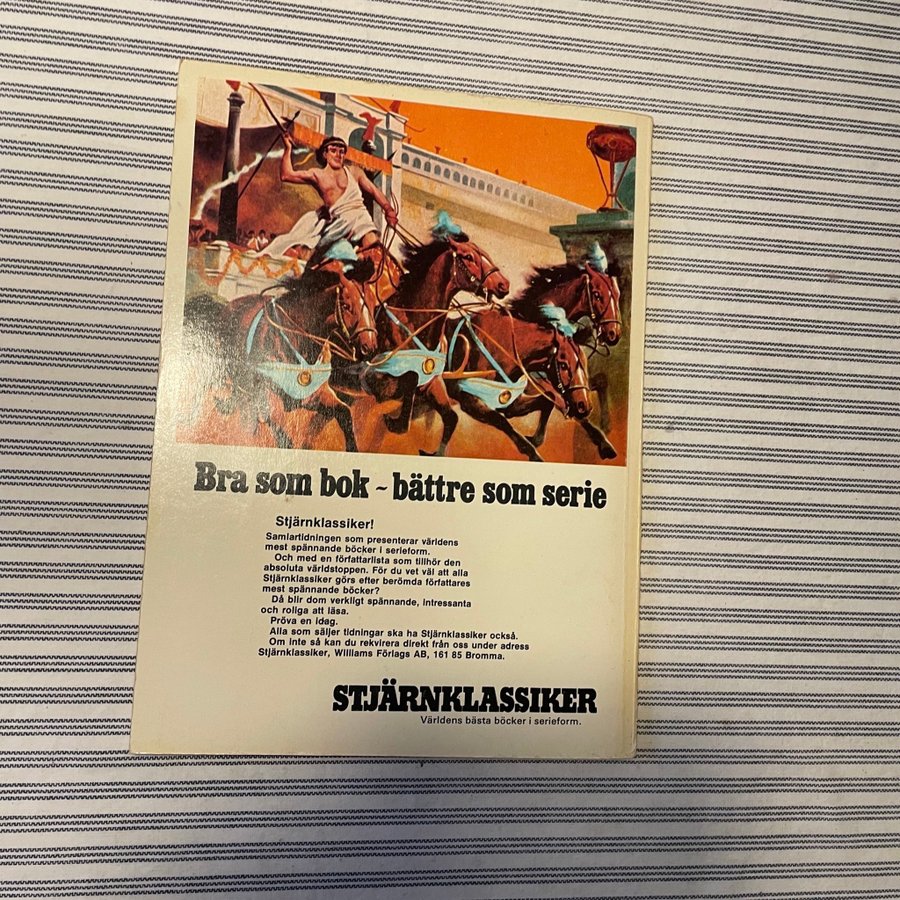 Bra som bok - bättre som serie
Stjärnklassiker!
Samlartidningen som presenterar världens
mest spännande böcker i serieform.
Och med en författarlista som tillhör den
absoluta världstoppen. För du vet väl att alla
Stjärnklassiker görs efter berömda författares
mest spännande böcker?
Då blir dom verkligt spännande, intressanta
och roliga att läsa.
Pröva en idag.
Alla som säljer tidningar ska ha Stjärnklassiker också.
Om inte så kan du rekvirera direkt från oss under adress
Stjärnklassiker, Williams Förlags AB, 161 85 Bromma.
STJÄRNKLASSIKER
Världens bästa böcker i serieform.